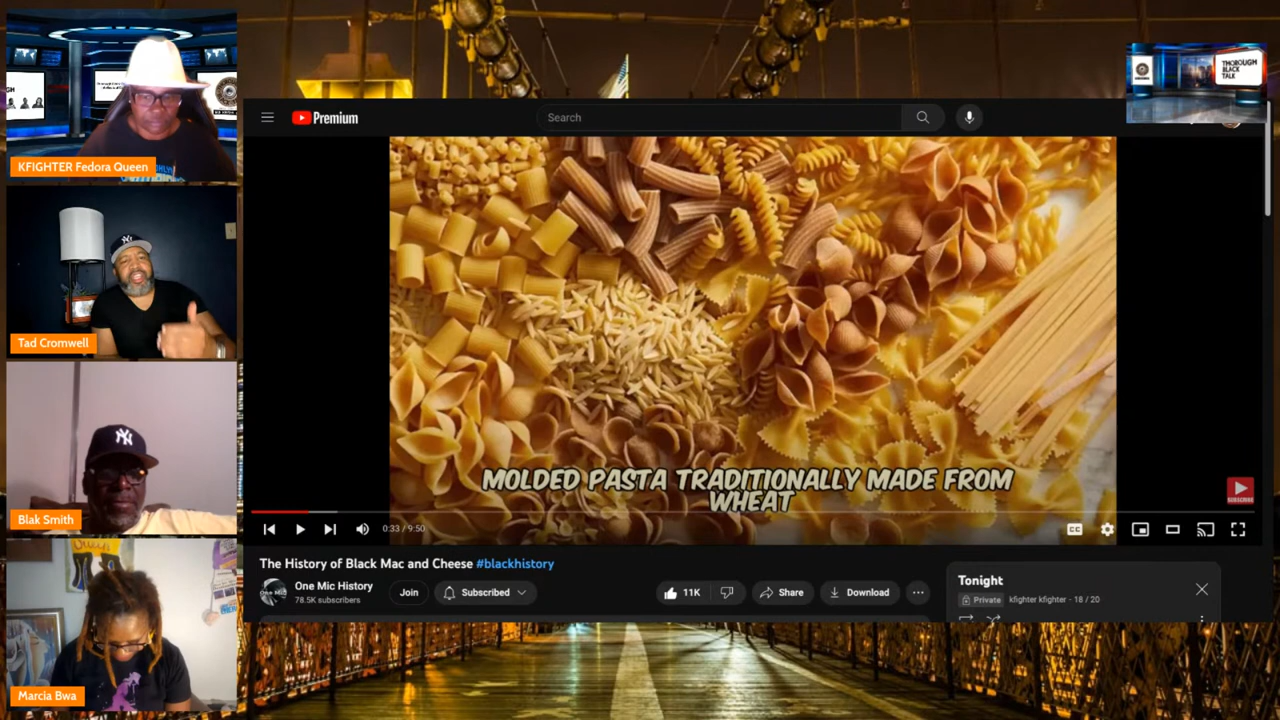 KFIGHTER Fedora Queen
Tad Cromwell
Blak Smith
Marcia Bwa
THOROUGH
BLACK
TALK
Premium
Search
MOLDED PASTA TRADITIONALLY MADE FROM
WHEAT
SUBSCRIBE
0:33 / 9:50
CC
The History of Black Mac and Cheese #blackhistory
One Mic History
78.5K subscribers
Join
Subscribed
11K
Share
Download
Tonight
Private
kfighter kfighter - 18 / 20